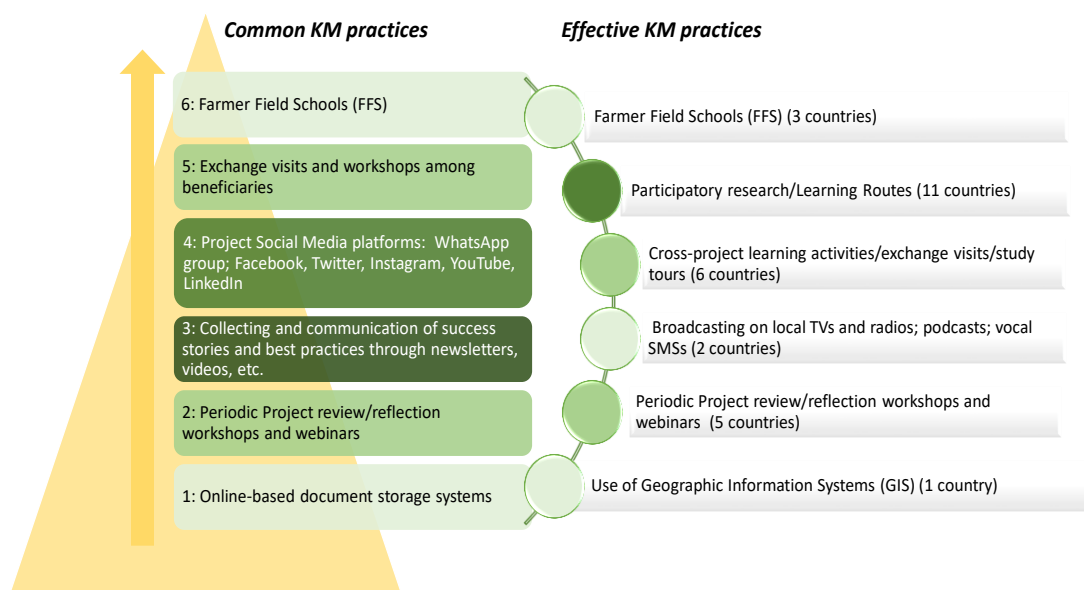 Common KM practices
Effective KM practices
6: Farmer Field Schools (FFS)
5: Exchange visits and workshops among
beneficiaries
4: Project Social Media platforms:  WhatsApp
group; Facebook, Twitter, Instagram, YouTube,
LinkedIn
3: Collecting and communication of success
stories and best practices through newsletters,
videos, etc.
2: Periodic Project review/reflection
workshops and webinars
1: Online-based document storage systems
Farmer Field Schools (FFS) (3 countries)
Participatory research/Learning Routes (11 countries)
Cross-project learning activities/exchange visits/study
tours (6 countries)
Broadcasting on local TVs and radios; podcasts; vocal
SMSs (2 countries)
Periodic Project review/reflection workshops and
webinars  (5 countries)
Use of Geographic Information Systems (GIS) (1 country)